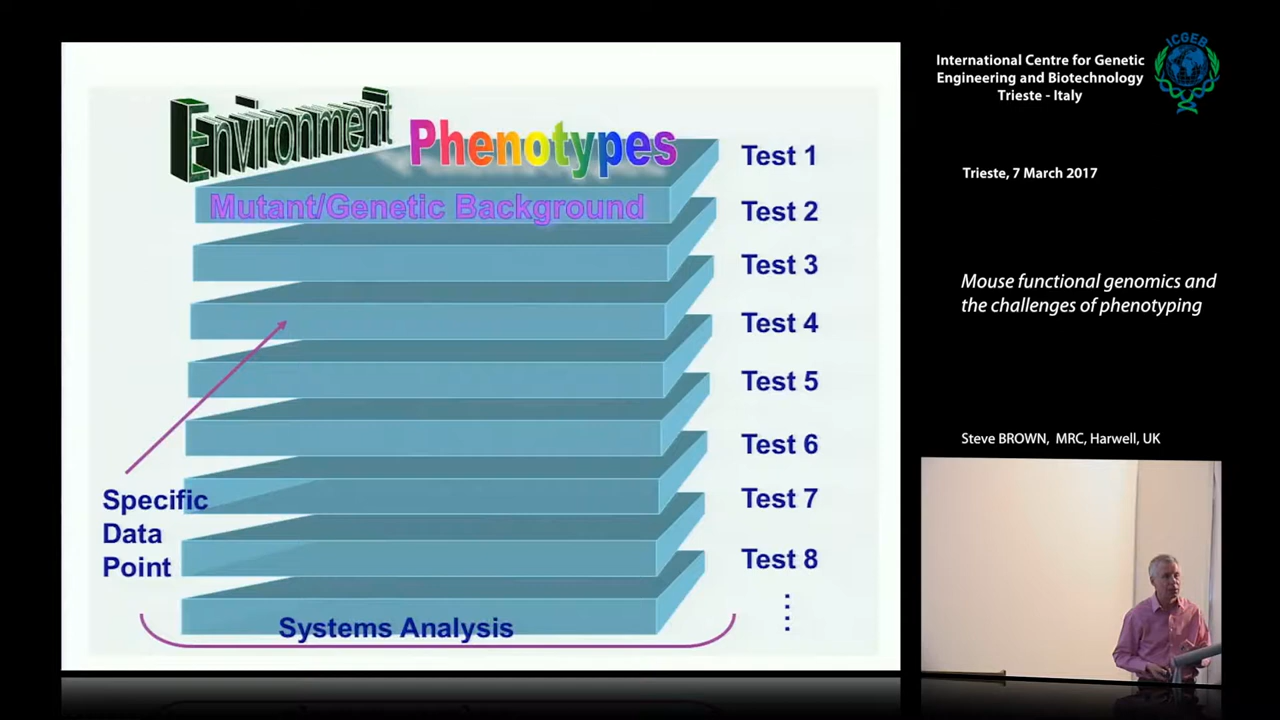 Environment
Phenotypes
Mutant/Genetic Background
Test 1
Test 2
Test 3
Test 4
Test 5
Test 6
Test 7
Test 8
Specific
Data
Point
Systems Analysis
ICGEB
International Centre for Genetic
Engineering and Biotechnology
Trieste - Italy
Trieste, 7 March 2017
Mouse functional genomics and
the challenges of phenotyping
Steve BROWN, MRC, Harwell, UK